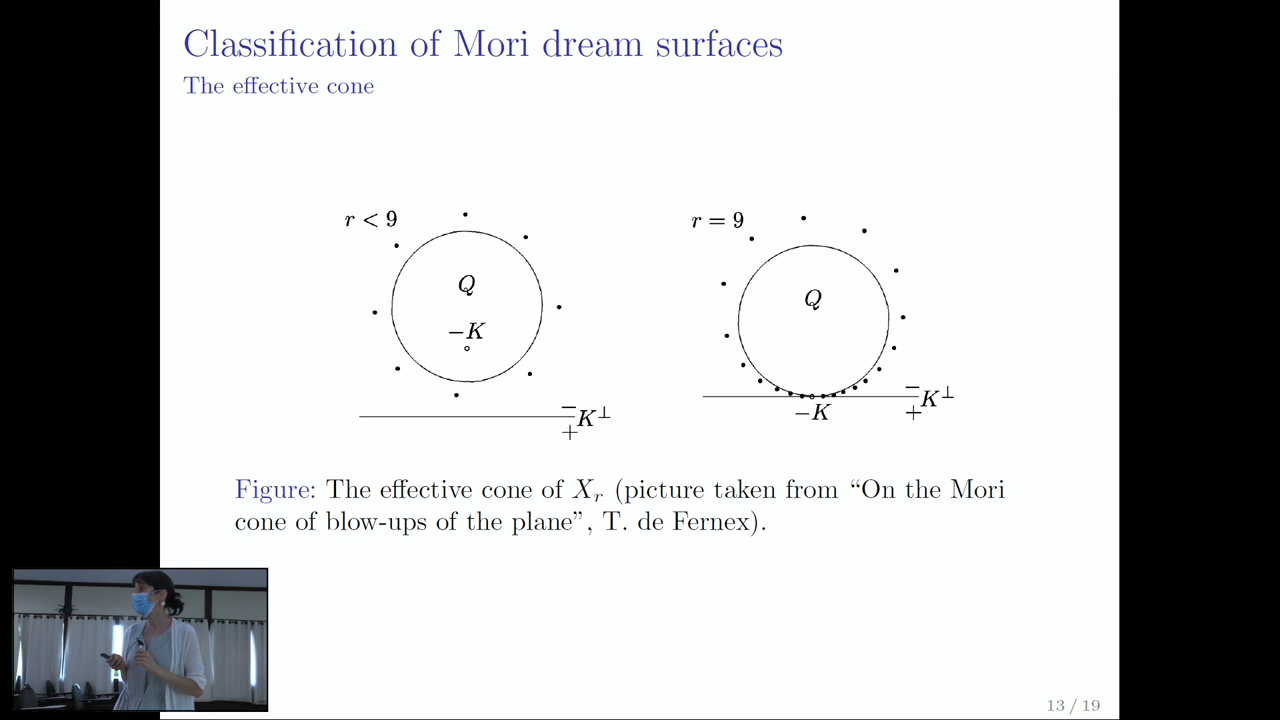 Classification of Mori dream surfaces
The effective cone
r < 9
Q
−K
− K⊥
+
r = 9
Q
−K
− K⊥
+
Figure: The effective cone of Xᵣ (picture taken from “On the Mori
cone of blow-ups of the plane”, T. de Fernex).
13 / 19